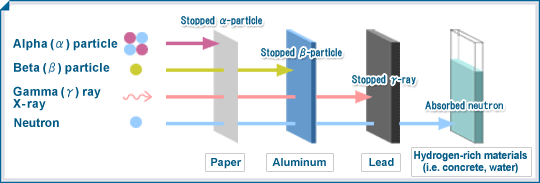 Stopped α-particle
Alpha (α) particle
Stopped β-particle
Beta (β) particle
Stopped γ-ray
Gamma (γ) ray
X-ray
Absorbed neutron
Neutron
Paper
Aluminum
Lead
Hydrogen-rich materials
(i.e. concrete, water)